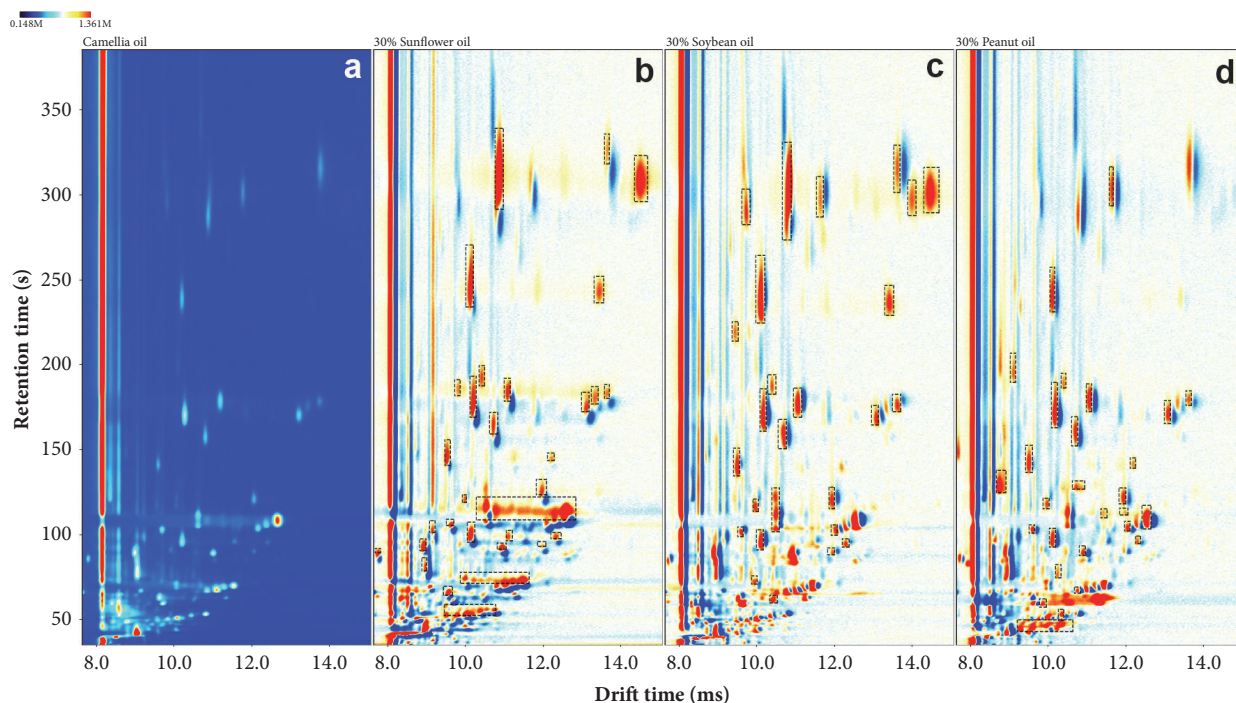 0.148M 1.361M
Camellia oil 30% Sunflower oil 30% Soybean oil 30% Peanut oil
a b c d
350
300
250
200
150
100
50
Retention time (s)
8.0 10.0 12.0 14.0 8.0 10.0 12.0 14.0 8.0 10.0 12.0 14.0 8.0 10.0 12.0 14.0
Drift time (ms)